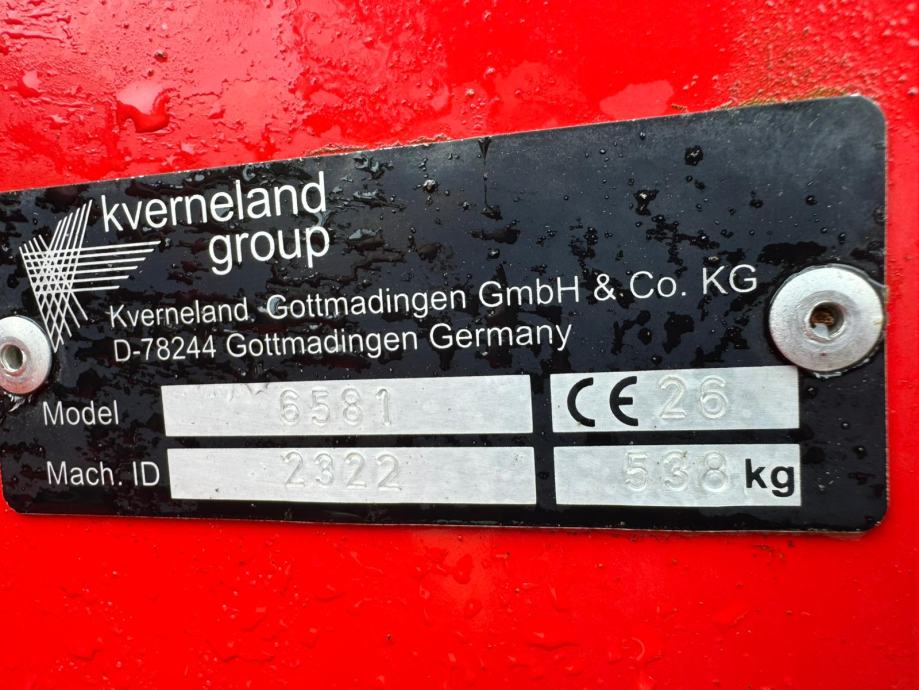 kverneland
group
Kverneland Gottmadingen GmbH & Co. KG
D-78244 Gottmadingen Germany
Model 6581 CE 26
Mach. ID 2322 538 kg